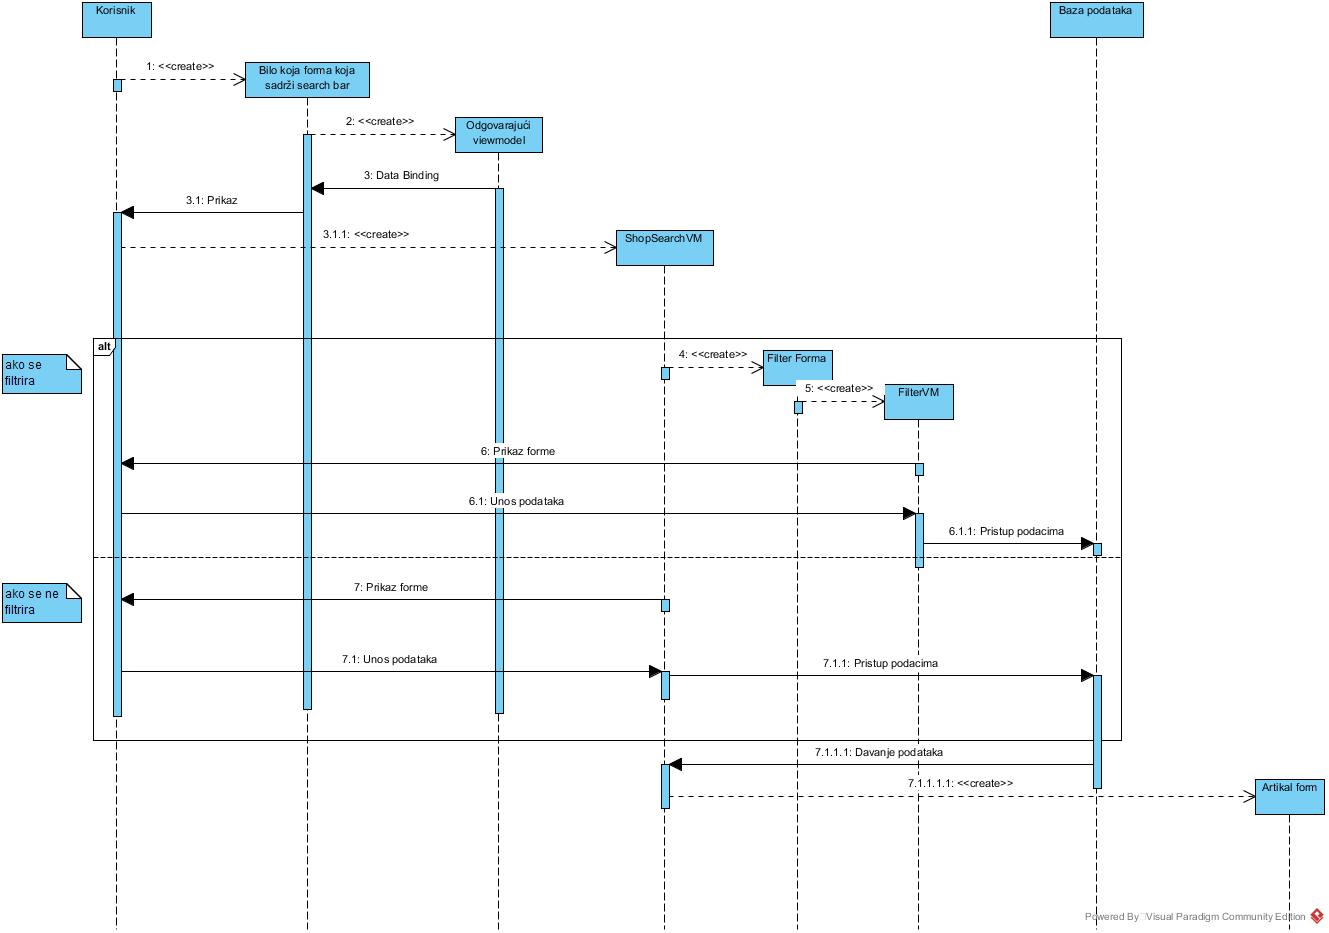 Korisnik
Baza podataka
1: <<create>>
Bilo koja forma koja
sadrži search bar
2: <<create>>
Odgovarajući
viewmodel
3: Data Binding
3.1: Prikaz
3.1.1: <<create>>
ShopSearchVM
alt
ako se
filtrira
4: <<create>>
Filter Forma
5: <<create>>
FilterVM
6: Prikaz forme
6.1: Unos podataka
6.1.1: Pristup podacima
ako se ne
filtrira
7: Prikaz forme
7.1: Unos podataka
7.1.1: Pristup podacima
7.1.1.1: Davanje podataka
7.1.1.1.1: <<create>>
Artikal form
Powered By Visual Paradigm Community Edition